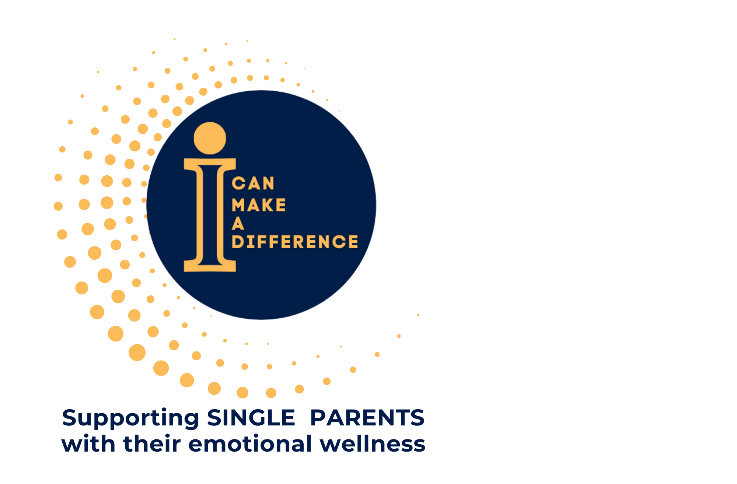 i
CAN
MAKE
A
DIFFERENCE
Supporting SINGLE PARENTS
with their emotional wellness